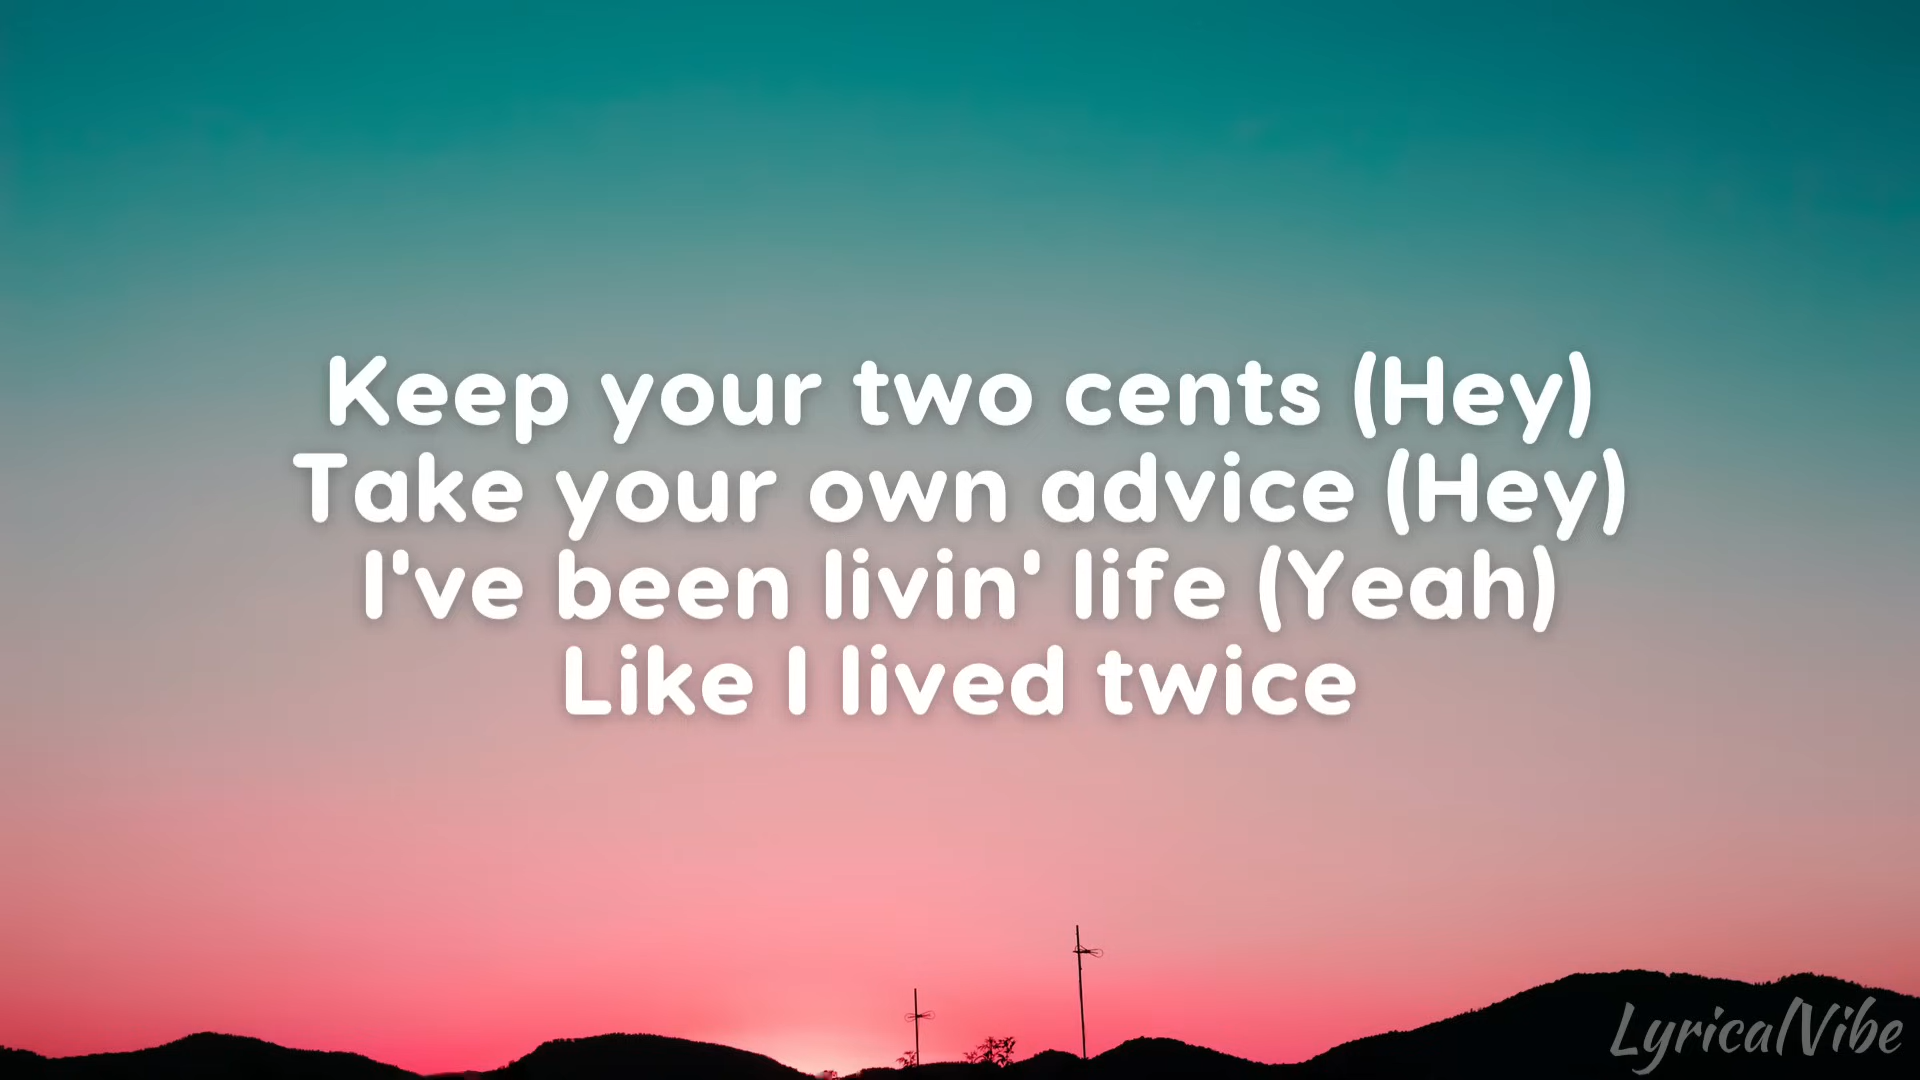 Keep your two cents (Hey)
Take your own advice (Hey)
I've been livin' life (Yeah)
Like I lived twice
LyricalVibe